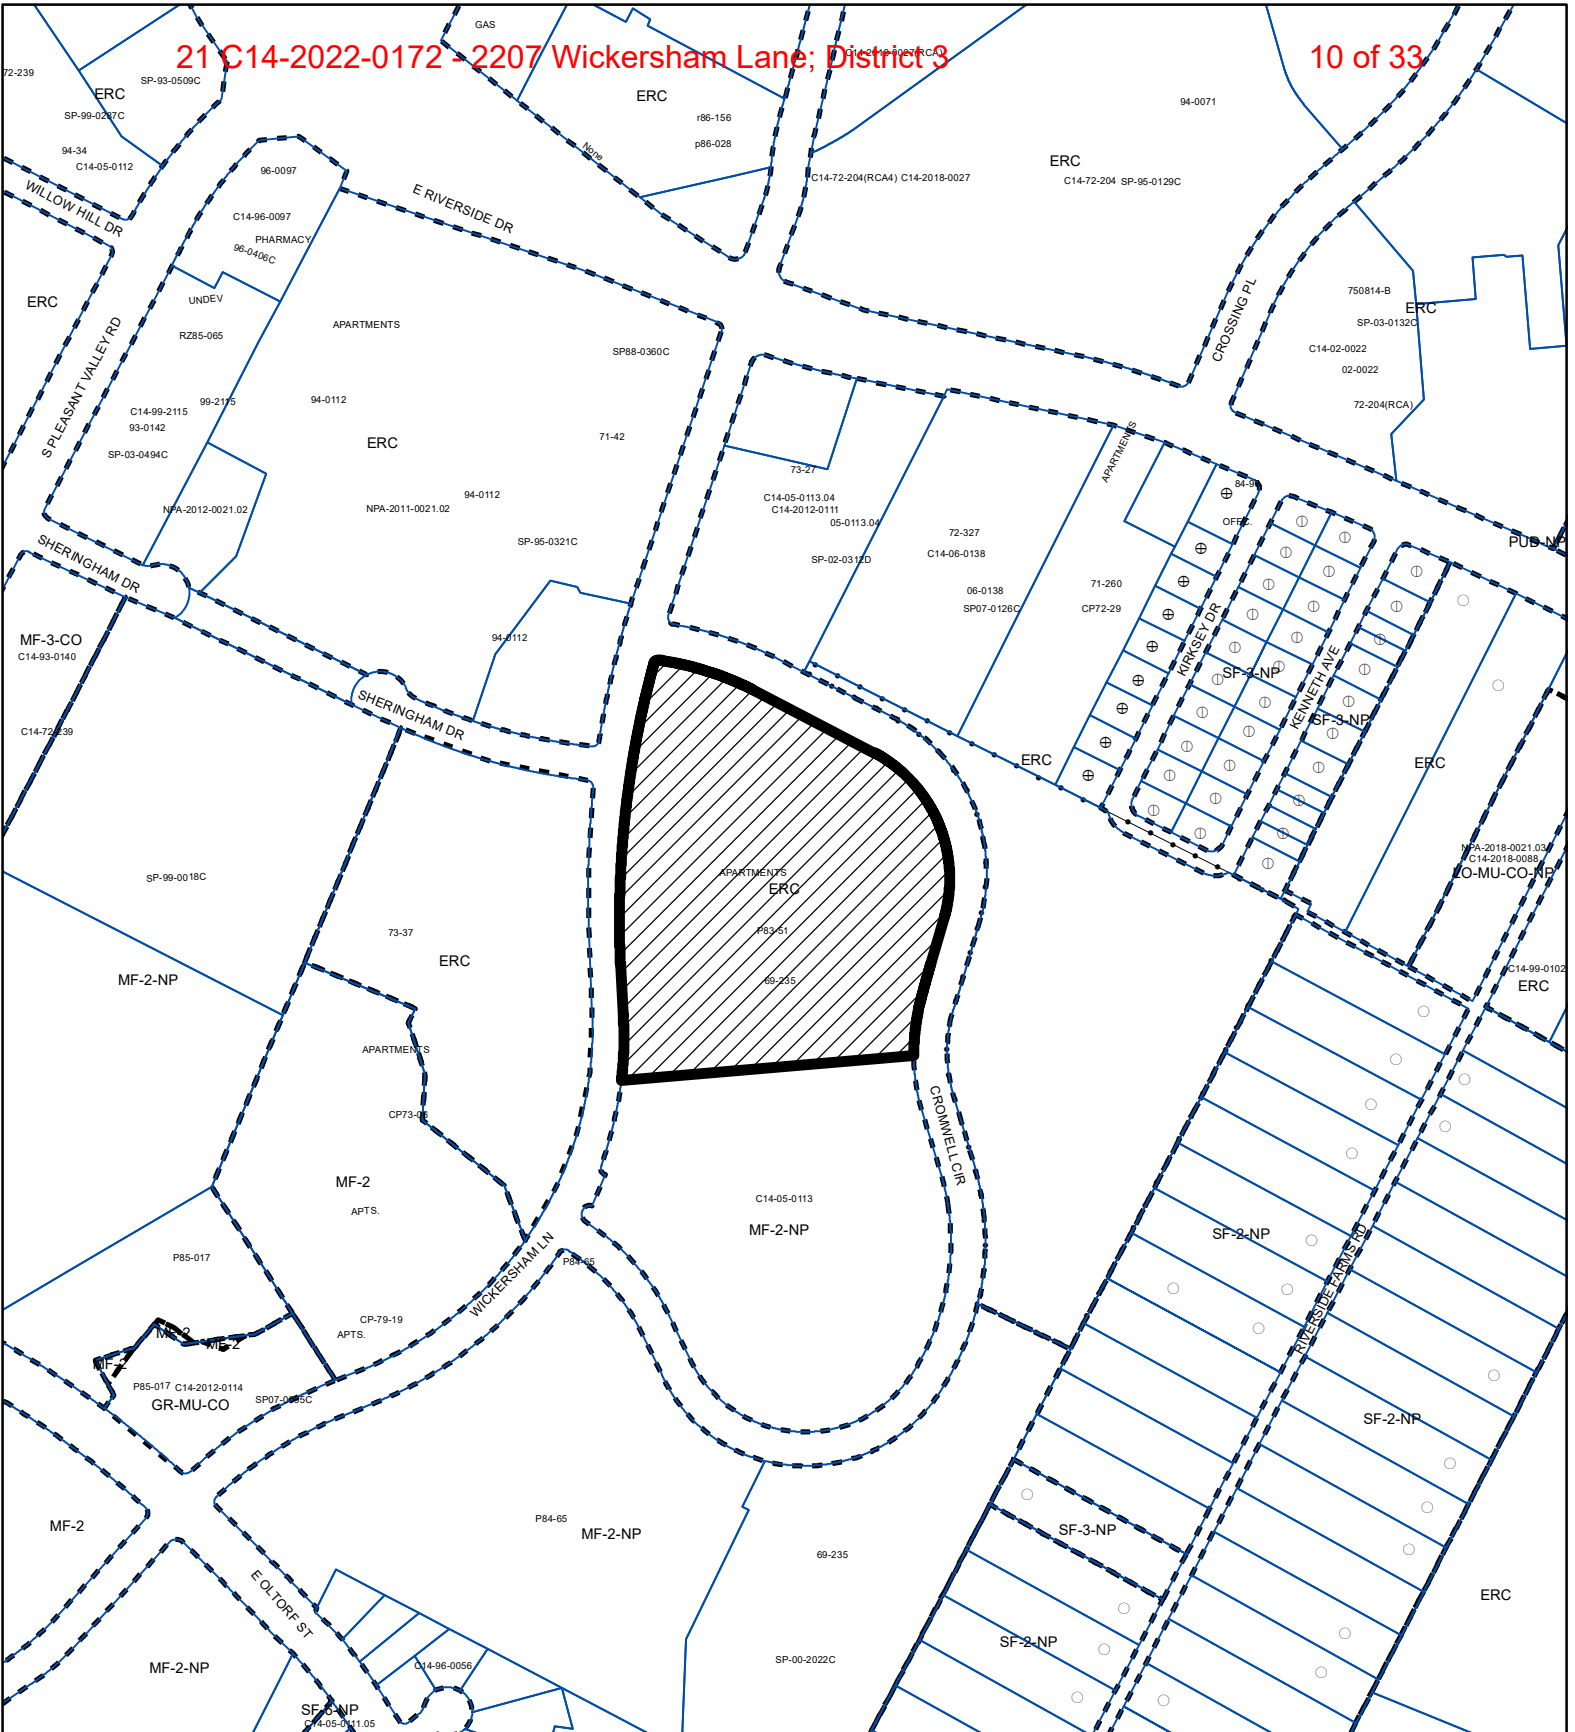 21 C14-2022-0172 - 2207 Wickersham Lane; District 3
10 of 33
GAS
C14-2018-0027(RCA)
72-239
SP-93-0509C
ERC
SP-99-0287C
94-34
C14-05-0112
WILLOW HILL DR
ERC
r86-156
p86-028
None
94-0071
ERC
C14-72-204 SP-95-0129C
C14-72-204(RCA4) C14-2018-0027
96-0097
C14-96-0097
PHARMACY
96-0406C
E RIVERSIDE DR
UNDEV
RZ85-065
ERC
S PLEASANT VALLEY RD
APARTMENTS
SP88-0360C
CROSSING PL
750814-B
ERC
SP-03-0132C
C14-02-0022
02-0022
72-204(RCA)
99-2115
C14-99-2115
93-0142
SP-03-0494C
94-0112
ERC
71-42
94-0112
NPA-2012-0021.02
NPA-2011-0021.02
SP-95-0321C
73-27
C14-05-0113.04
C14-2012-0111
05-0113.04
SP-02-0312D
72-327
C14-06-0138
06-0138
SP07-0126C
APARTMENTS
84-90
OFFC.
71-260
CP72-29
PUD-NP
SHERINGHAM DR
MF-3-CO
C14-93-0140
94-0112
SHERINGHAM DR
C14-72-239
KIRKSEY DR
SF-3-NP
KENNETH AVE
SF-3-NP
ERC
ERC
NPA-2018-0021.03
C14-2018-0088
LO-MU-CO-NP
SP-99-0018C
APARTMENTS
ERC
P83-51
69-235
73-37
ERC
MF-2-NP
C14-99-0102
ERC
APARTMENTS
CP73-06
CROMWELL CIR
MF-2
APTS.
C14-05-0113
MF-2-NP
SF-2-NP
RIVERSIDE FARMS RD
P85-017
WICKERSHAM LN
P84-65
CP-79-19
APTS.
MF-2
MF-2
MF-2
P85-017 C14-2012-0114
GR-MU-CO
SP07-0095C
SF-2-NP
MF-2
P84-65
MF-2-NP
69-235
SF-3-NP
E OLTORF ST
ERC
SF-2-NP
MF-2-NP
C14-96-0056
SP-00-2022C
SF-6-NP
C14-05-0111.05